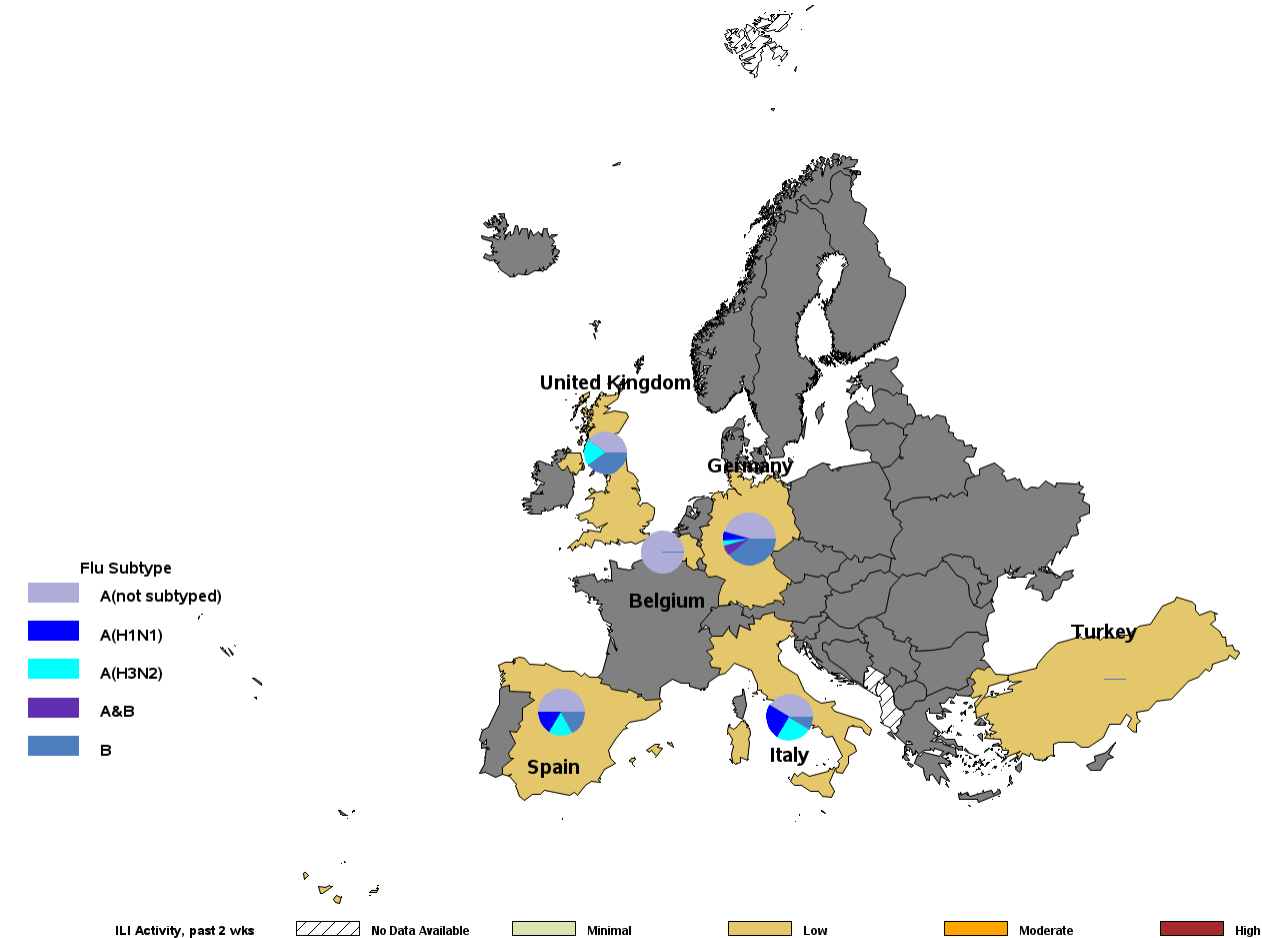 United Kingdom
Germany
Belgium
Flu Subtype
A(not subtyped)
A(H1N1)
A(H3N2)
A&B
B
Turkey
Spain
Italy
ILI Activity, past 2 wks
No Data Available
Minimal
Low
Moderate
High